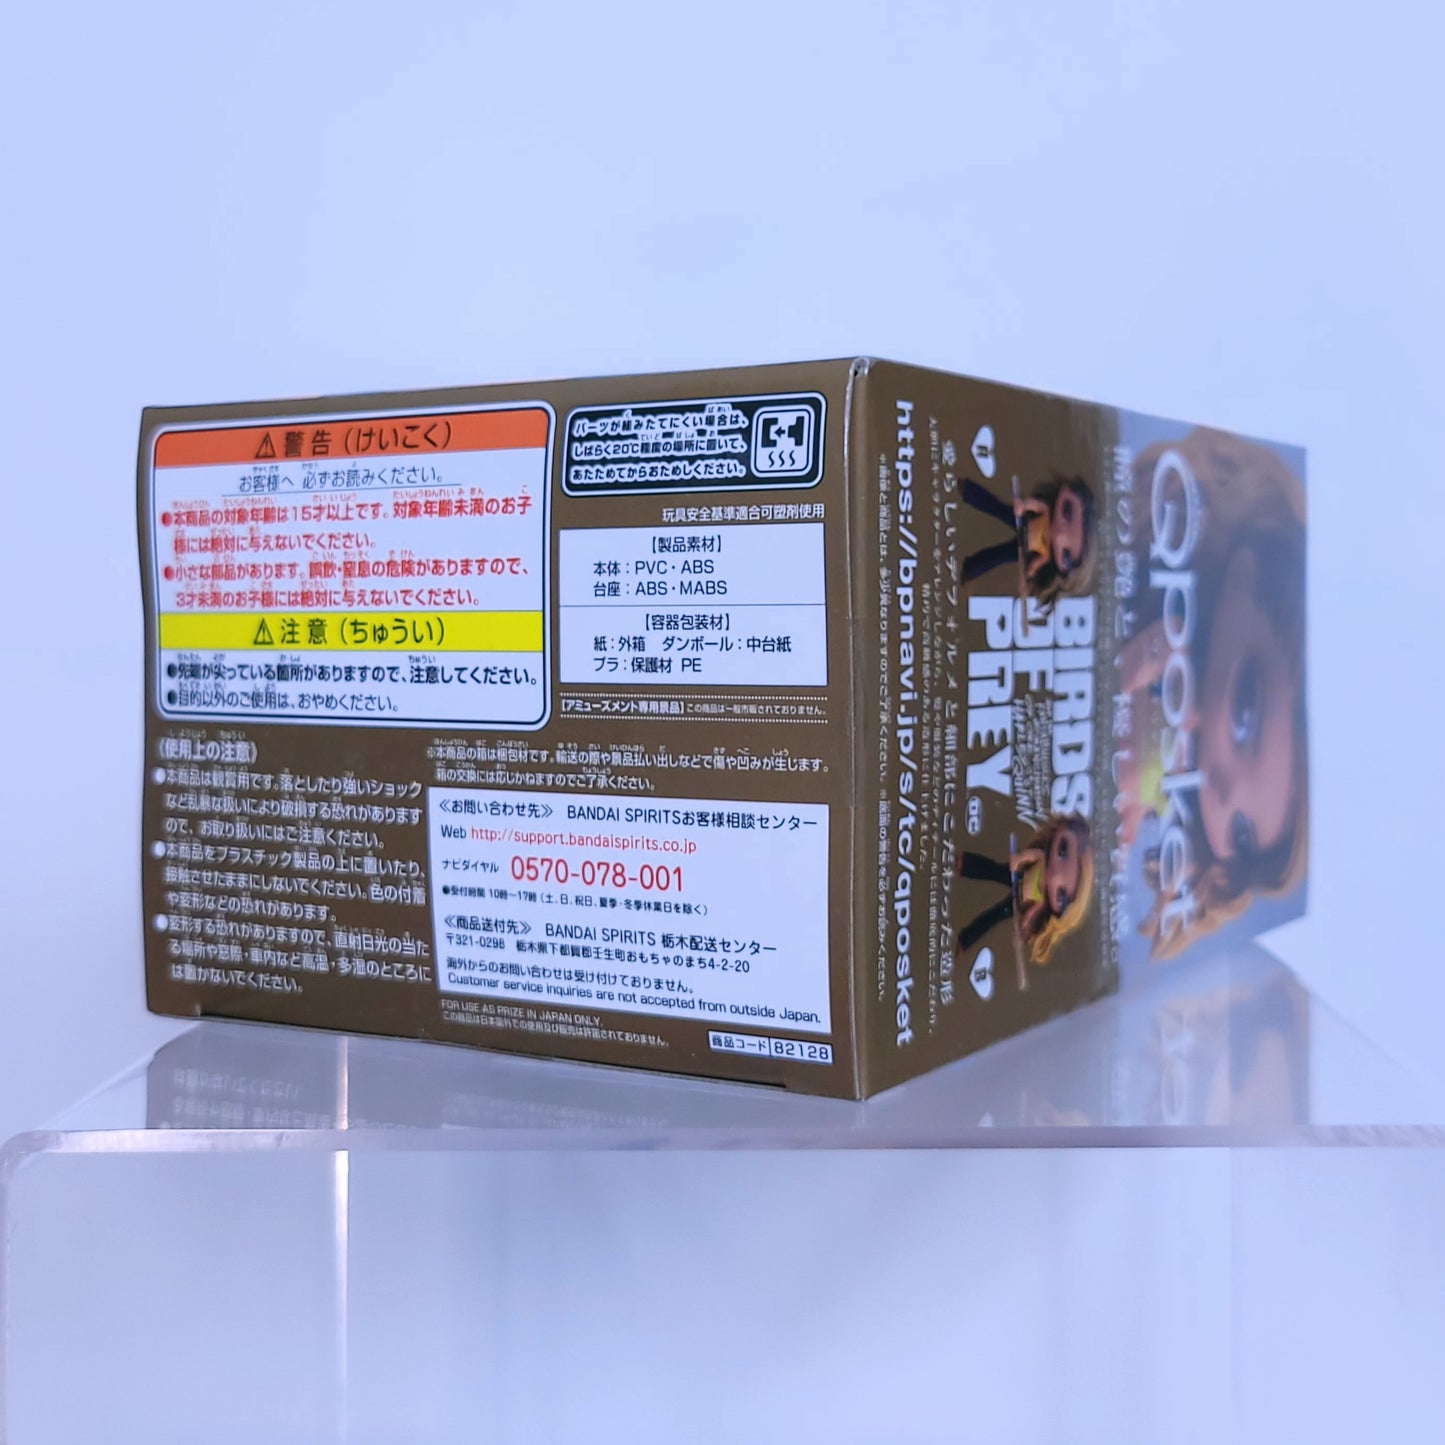 警告（けいこく）
お客様へ 必ずお読みください。
●本商品の対象年齢は15才以上です。対象年齢未満のお子
様には絶対に与えないでください。
●小さな部品があります。誤飲・窒息の危険がありますので、
3才未満のお子様には絶対に与えないでください。
注意（ちゅうい）
●先端が尖っている箇所がありますので、注意してください。
●目的以外のご使用は、おやめください。
パーツが組みたてにくい場合は、
しばらく20℃程度の場所に置いて、
あたためてからおためしください。
玩具安全基準適合可塑剤使用
【製品素材】
本体：PVC・ABS
台座：ABS・MABS
【容器包装材】
紙：外箱 ダンボール：中台紙
プラ：保護材 PE
【アミューズメント専用景品】この商品は一般市販されておりません。
《使用上の注意》
●本商品は観賞用です。落としたり強いショック
など乱暴な扱いにより破損する恐れがあります
ので、お取り扱いにはご注意ください。
●本商品をプラスチック製品の上に置いたり、
接触させたままにしないでください。色の付着
や変形などの恐れがあります。
●変形する恐れがありますので、直射日光の当た
る場所や窓際・車内など高温・多湿のところに
は置かないでください。
※本商品の箱は梱包材です。輸送の際や景品払い出しなどで傷や凹みが生じます。
箱の交換には応じかねますのでご了承ください。
≪お問い合わせ先≫ BANDAI SPIRITSお客様相談センター
Web http://support.bandaispirits.co.jp
ナビダイヤル 0570-078-001
●受付時間 10時～17時（土、日、祝日、夏季・冬季休業日を除く）
≪商品送付先≫ BANDAI SPIRITS 栃木配送センター
〒321-0298 栃木県下都賀郡壬生町おもちゃのまち4-2-20
海外からのお問い合わせは受け付けておりません。
Customer service inquiries are not accepted from outside Japan.
FOR USE AS PRIZE IN JAPAN ONLY.
この商品は日本国外での使用及び販売は許諾されておりません。
商品コード 82128
Qposket
愛らしいデフォルメと細部にこだわった造形
A
BIRDS
OF
PREY
DC
B
https://bpnavi.jp/s/tc/qposket